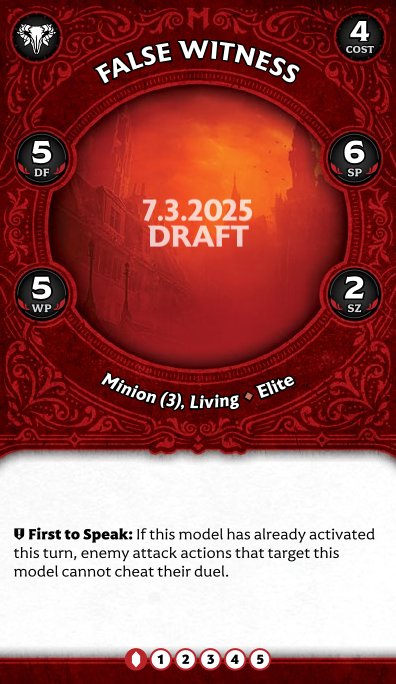 4
COST
FALSE WITNESS
5
DF
6
SP
7.3.2025
DRAFT
5
WP
2
SZ
Minion (3), Living • Elite
First to Speak: If this model has already activated
this turn, enemy attack actions that target this
model cannot cheat their duel.
1 2 3 4 5